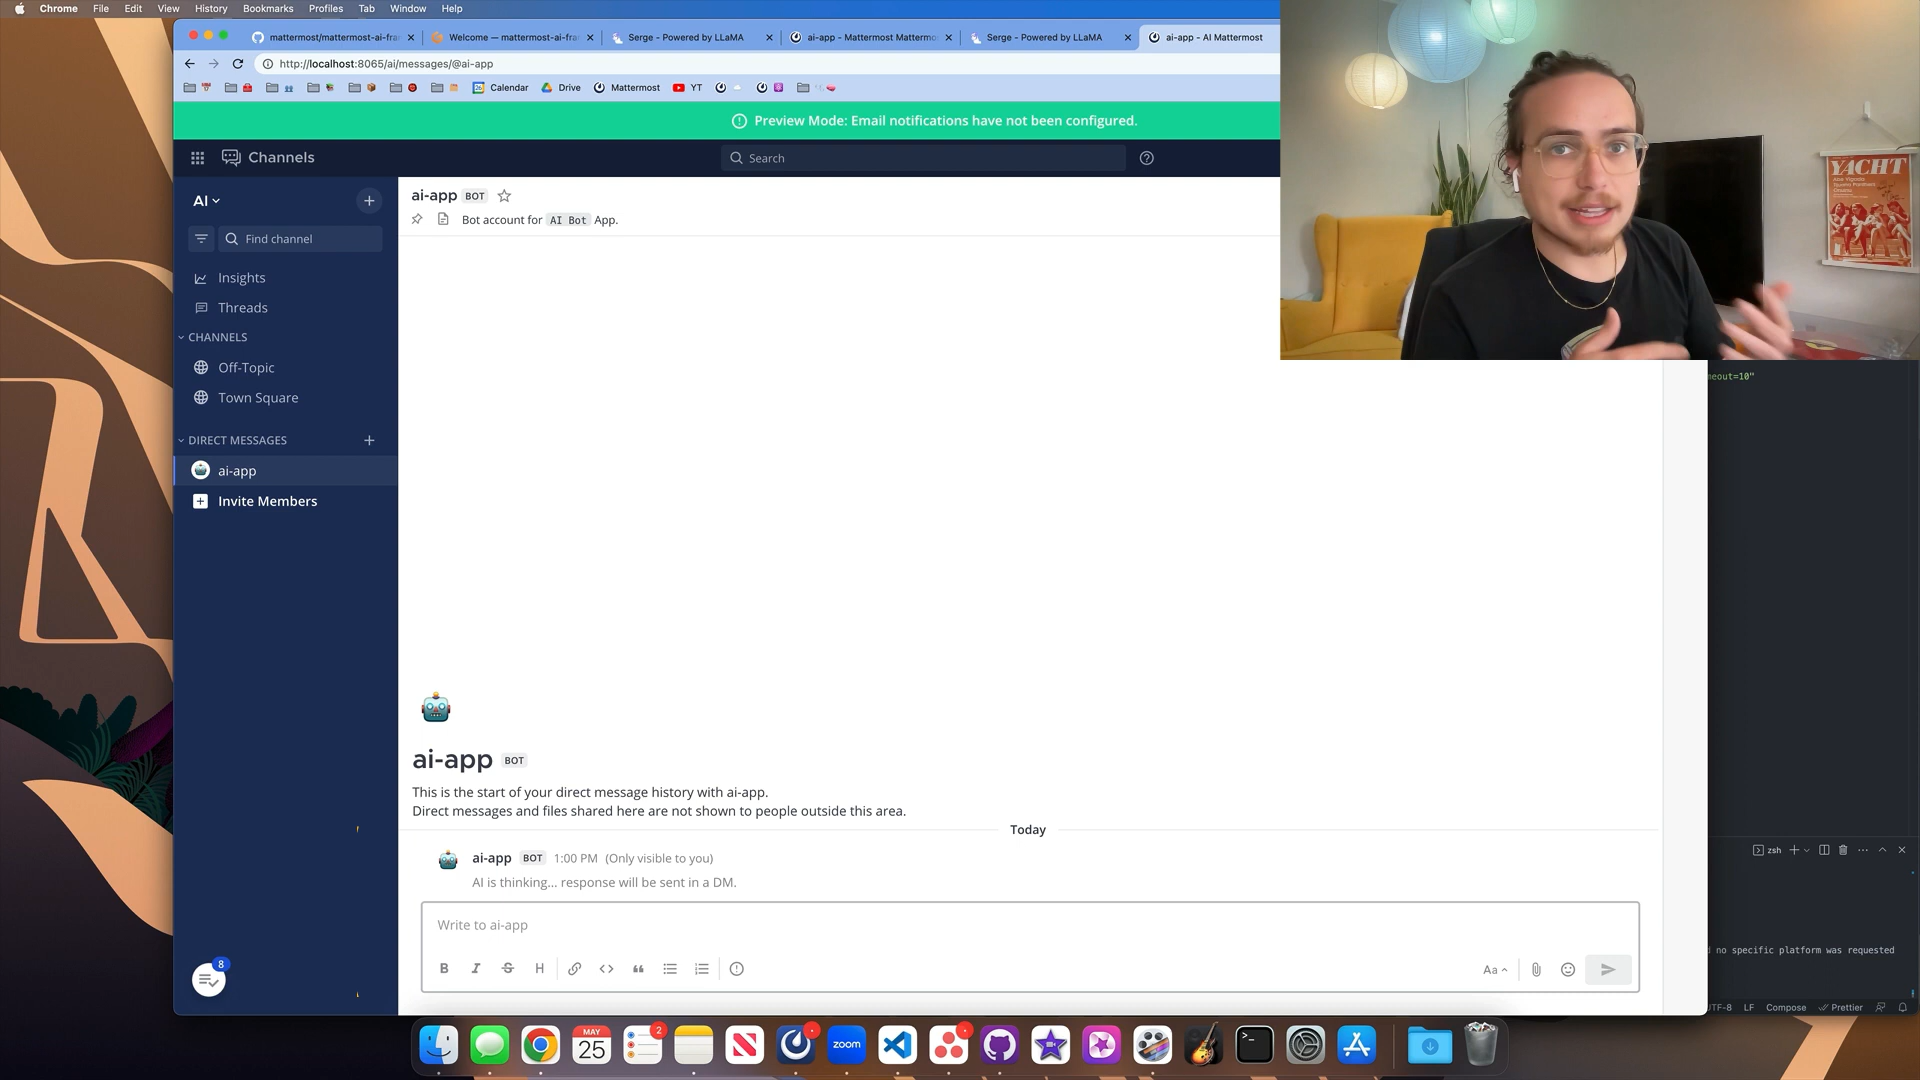 Chrome File Edit View History Bookmarks Profiles Tab Window Help
mattermost/mattermost-ai-fra
Welcome — mattermost-ai-fra
Serge - Powered by LLaMA
ai-app - Mattermost Mattermo
Serge - Powered by LLaMA
ai-app - AI Mattermost
http://localhost:8065/ai/messages/@ai-app
Calendar Drive Mattermost YT
Preview Mode: Email notifications have not been configured.
Channels
Search
AI
Find channel
Insights
Threads
CHANNELS
Off-Topic
Town Square
DIRECT MESSAGES
ai-app
Invite Members
8
ai-app BOT
Bot account for AI Bot App.
ai-app BOT
This is the start of your direct message history with ai-app.
Direct messages and files shared here are not shown to people outside this area.
Today
ai-app BOT 1:00 PM (Only visible to you)
AI is thinking... response will be sent in a DM.
Write to ai-app
B I S H
Aa
YACHT
meout=10"
zsh
no specific platform was requested
UTF-8 LF Compose Prettier
MAY
25
2
zoom